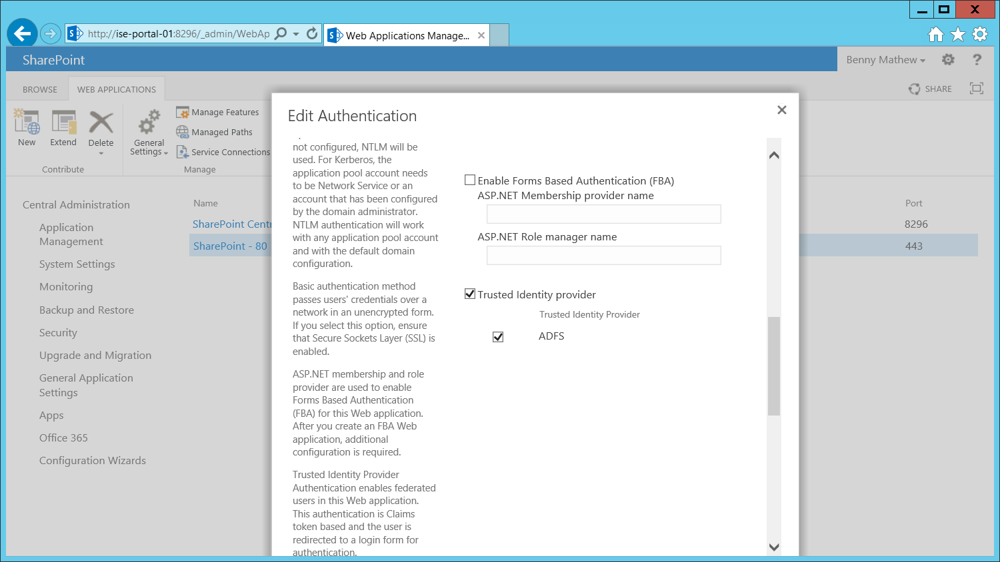 http://ise-portal-01:8296/_admin/WebAp
Web Applications Manage...
SharePoint
Benny Mathew
BROWSE
WEB APPLICATIONS
SHARE
New
Extend
Delete
General
Settings
Manage Features
Managed Paths
Service Connections
Contribute
Manage
Central Administration
Application
Management
System Settings
Monitoring
Backup and Restore
Security
Upgrade and Migration
General Application
Settings
Apps
Office 365
Configuration Wizards
Name
Port
SharePoint Centr
8296
SharePoint - 80
443
Edit Authentication
not configured, NTLM will be
used. For Kerberos, the
application pool account needs
to be Network Service or an
account that has been configured
by the domain administrator.
NTLM authentication will work
with any application pool account
and with the default domain
configuration.
Basic authentication method
passes users' credentials over a
network in an unencrypted form.
If you select this option, ensure
that Secure Sockets Layer (SSL) is
enabled.
ASP.NET membership and role
provider are used to enable
Forms Based Authentication
(FBA) for this Web application.
After you create an FBA Web
application, additional
configuration is required.
Trusted Identity Provider
Authentication enables federated
users in this Web application.
This authentication is Claims
token based and the user is
redirected to a login form for
authentication.
Enable Forms Based Authentication (FBA)
ASP.NET Membership provider name
ASP.NET Role manager name
Trusted Identity provider
Trusted Identity Provider
ADFS